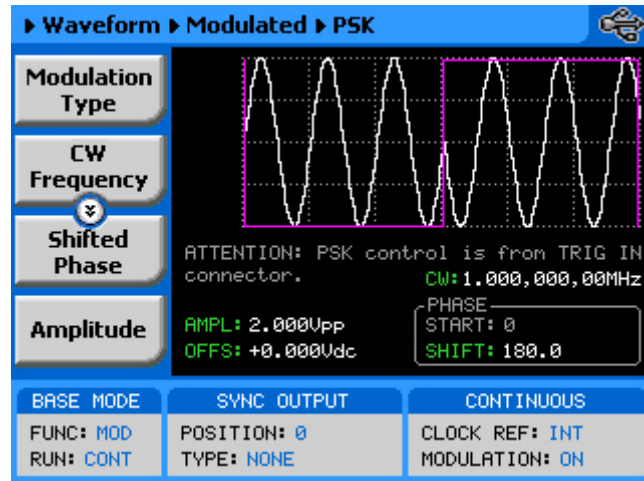 Waveform Modulated PSK
Modulation Type
CW Frequency
Shifted Phase
Amplitude
ATTENTION: PSK control is from TRIG IN
connector.
CW:1.000,000,00MHz
AMPL: 2.000Vpp
OFFS: +0.000Vdc
PHASE
START: 0
SHIFT: 180.0
BASE MODE
FUNC: MOD
RUN: CONT
SYNC OUTPUT
POSITION: 0
TYPE: NONE
CONTINUOUS
CLOCK REF: INT
MODULATION: ON